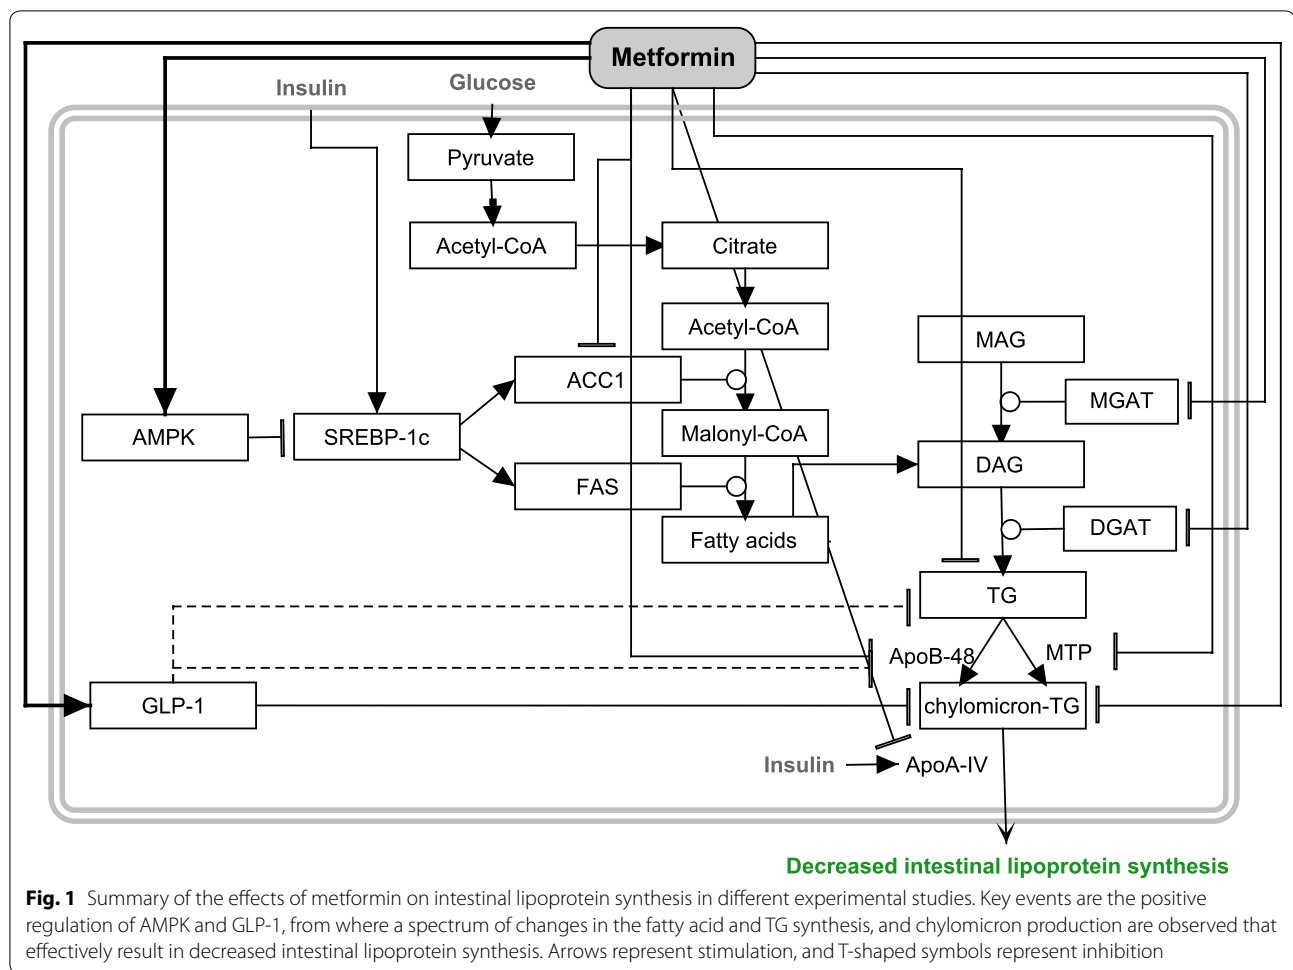 Metformin
Insulin
Glucose
Pyruvate
Acetyl-CoA
Citrate
Acetyl-CoA
MAG
ACC1
MGAT
AMPK
SREBP-1c
Malonyl-CoA
DAG
FAS
DGAT
Fatty acids
TG
ApoB-48
MTP
GLP-1
chylomicron-TG
Insulin
ApoA-IV
Decreased intestinal lipoprotein synthesis
Fig. 1 Summary of the effects of metformin on intestinal lipoprotein synthesis in different experimental studies. Key events are the positive
regulation of AMPK and GLP-1, from where a spectrum of changes in the fatty acid and TG synthesis, and chylomicron production are observed that
effectively result in decreased intestinal lipoprotein synthesis. Arrows represent stimulation, and T-shaped symbols represent inhibition